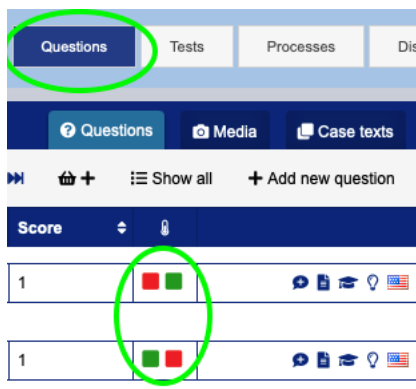 Questions Tests Processes Dis
Questions Media Case texts
Show all Add new question
Score
1
1